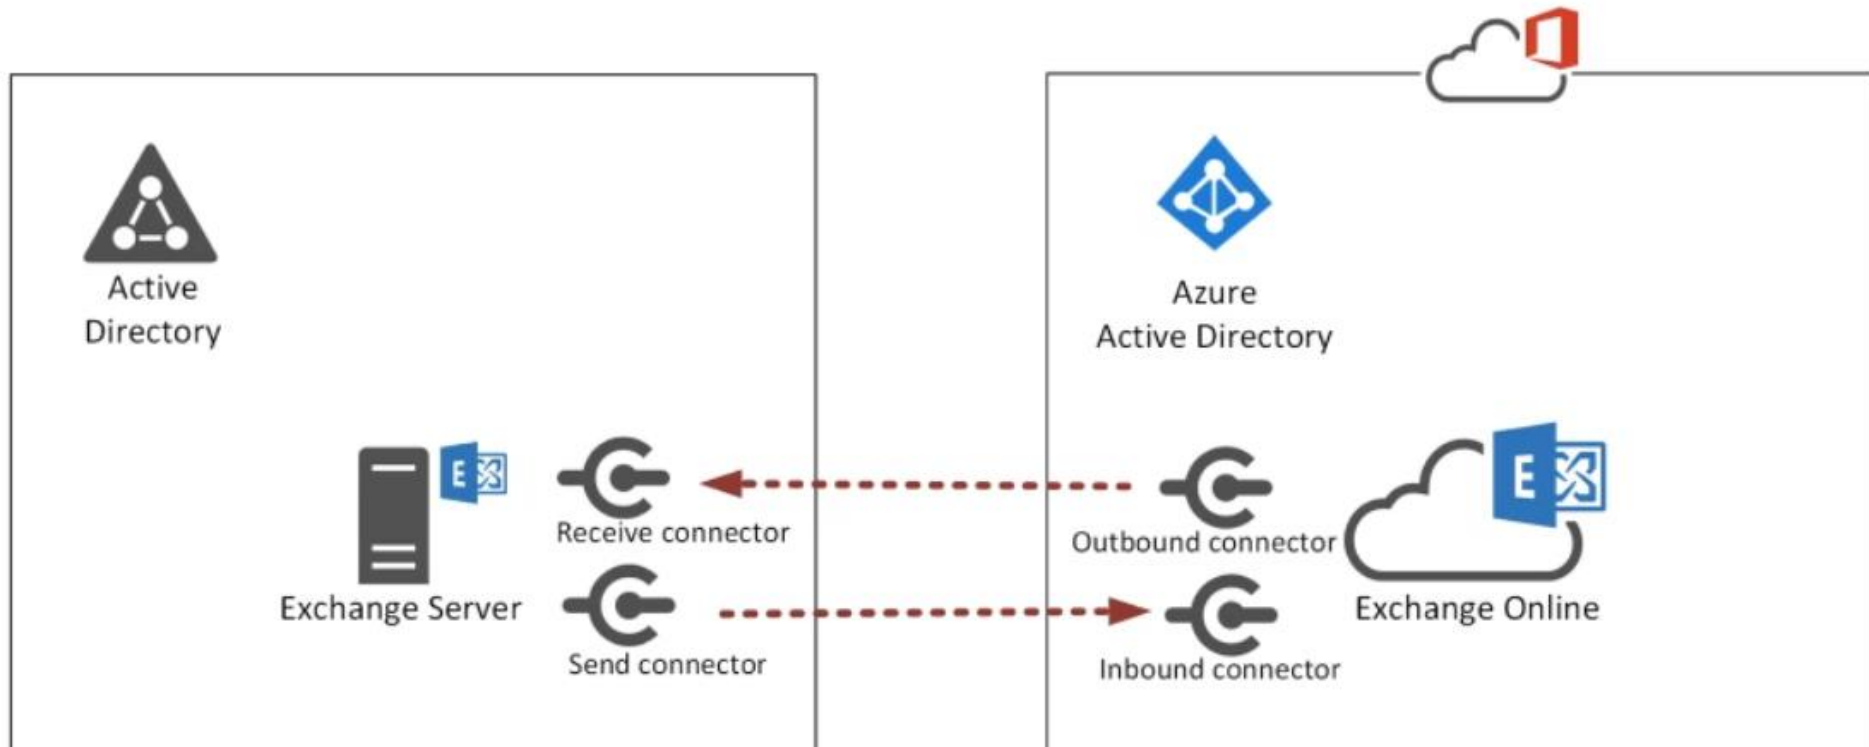 Active
Directory
Azure
Active Directory
E
E
Receive connector
Outbound connector
Exchange Server
Exchange Online
Send connector
Inbound connector